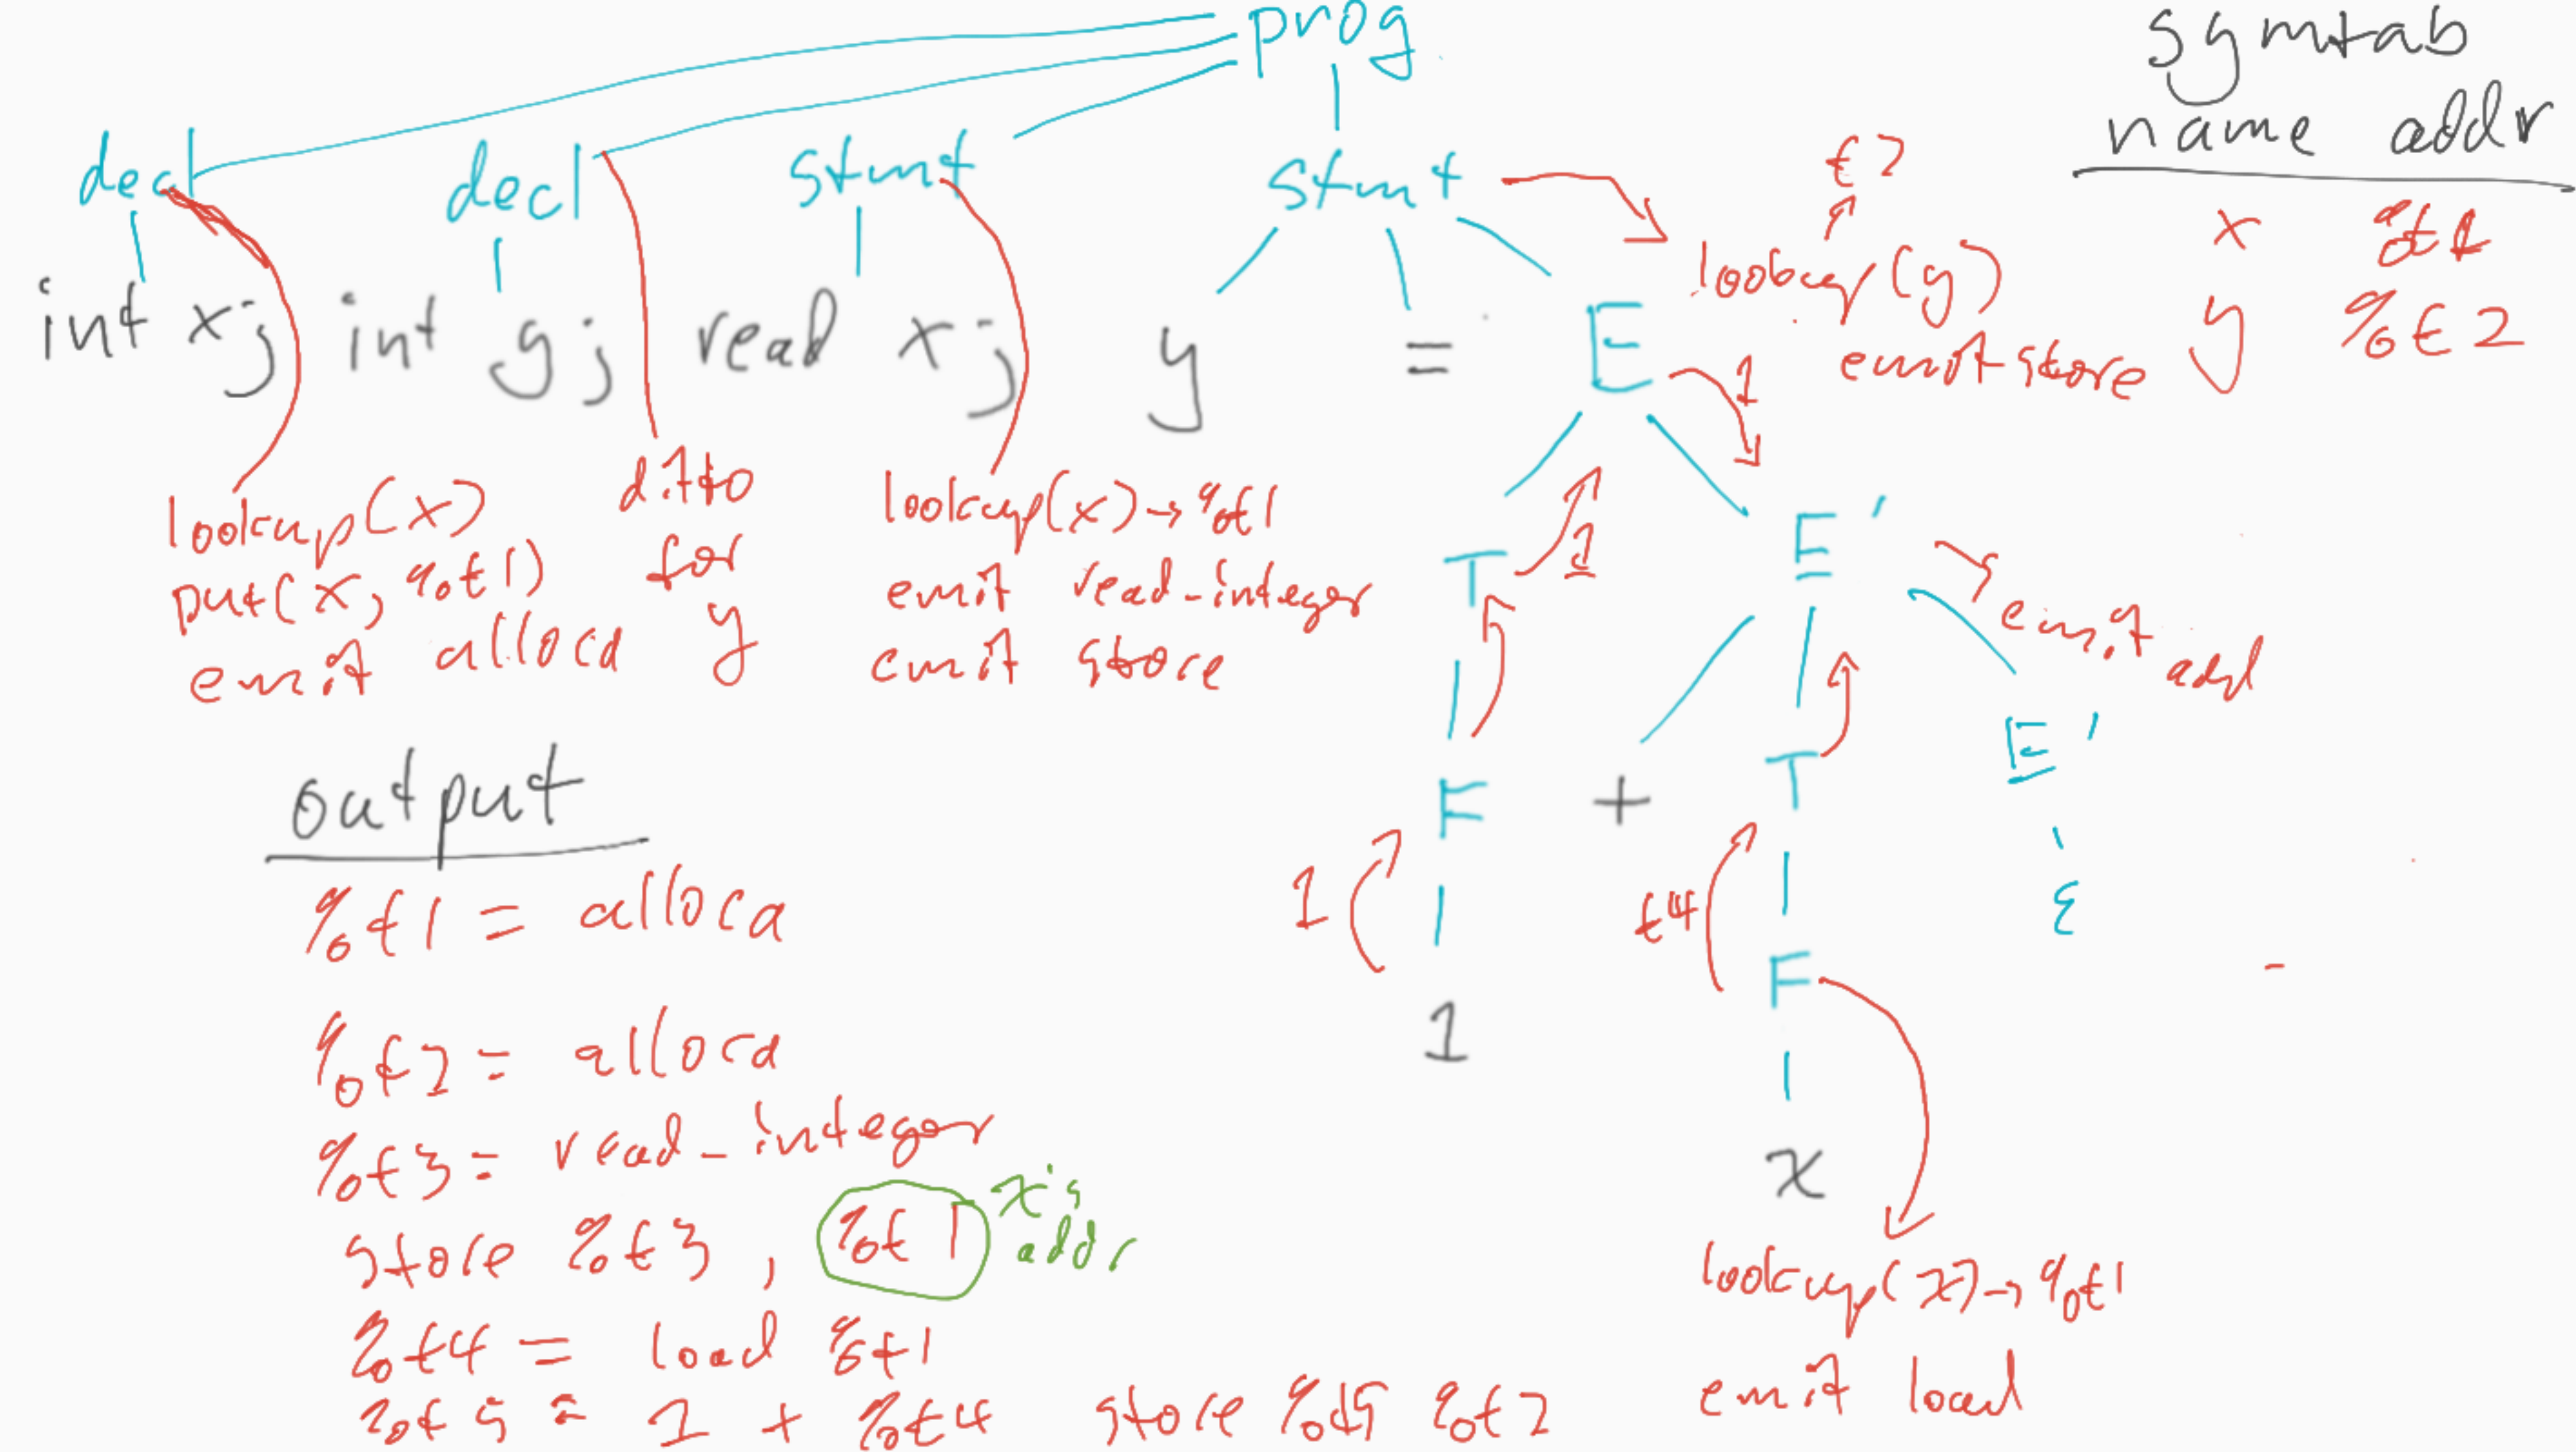 prog
symtab
name addr
x %t1
y %t2
decl decl stmt stmt
int x; int y; read x; y = E
t2
lookup(y)
emit store
1
lookup(x)
put(x, %t1)
emit alloca
ditto
for
y
lookup(x) → %t1
emit read-integer
emit store
T 1 E'
emit add
F + T E'
1 t4 ε
1 F
x
lookup(x) → %t1
emit load
output
%t1 = alloca
%t2 = alloca
%t3 = read-integer
store %t3, %t1 x's
addr
%t4 = load %t1
%t5 = 1 + %t4 store %t5 %t2